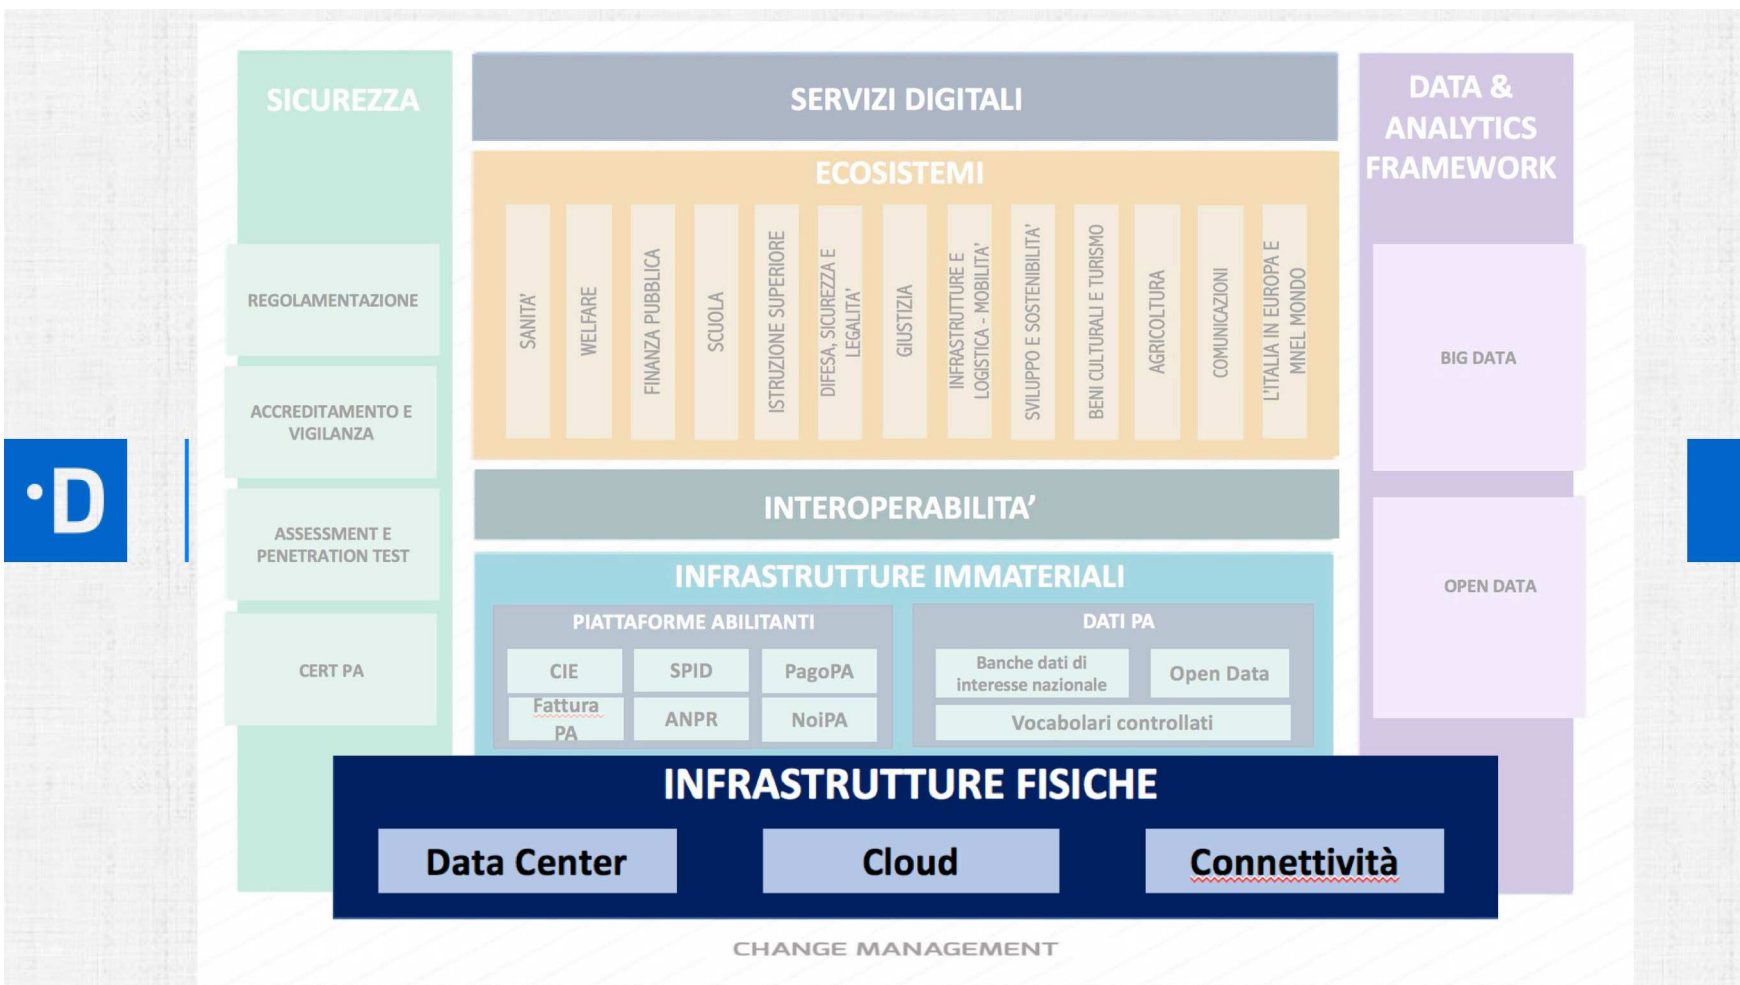 SICUREZZA
REGOLAMENTAZIONE
ACCREDITAMENTO E
VIGILANZA
ASSESSMENT E
PENETRATION TEST
CERT PA
SERVIZI DIGITALI
ECOSISTEMI
SANITA'
WELFARE
FINANZA PUBBLICA
SCUOLA
ISTRUZIONE SUPERIORE
DIFESA, SICUREZZA E
LEGALITA'
GIUSTIZIA
INFRASTRUTTURE E
LOGISTICA - MOBILITA'
SVILUPPO E SOSTENIBILITA'
BENI CULTURALI E TURISMO
AGRICOLTURA
COMUNICAZIONI
L'ITALIA IN EUROPA E
MNEL MONDO
INTEROPERABILITA'
INFRASTRUTTURE IMMATERIALI
PIATTAFORME ABILITANTI
CIE
SPID
PagoPA
Fattura
PA
ANPR
NoiPA
DATI PA
Banche dati di
interesse nazionale
Open Data
Vocabolari controllati
DATA &
ANALYTICS
FRAMEWORK
BIG DATA
OPEN DATA
INFRASTRUTTURE FISICHE
Data Center
Cloud
Connettività
CHANGE MANAGEMENT
·D